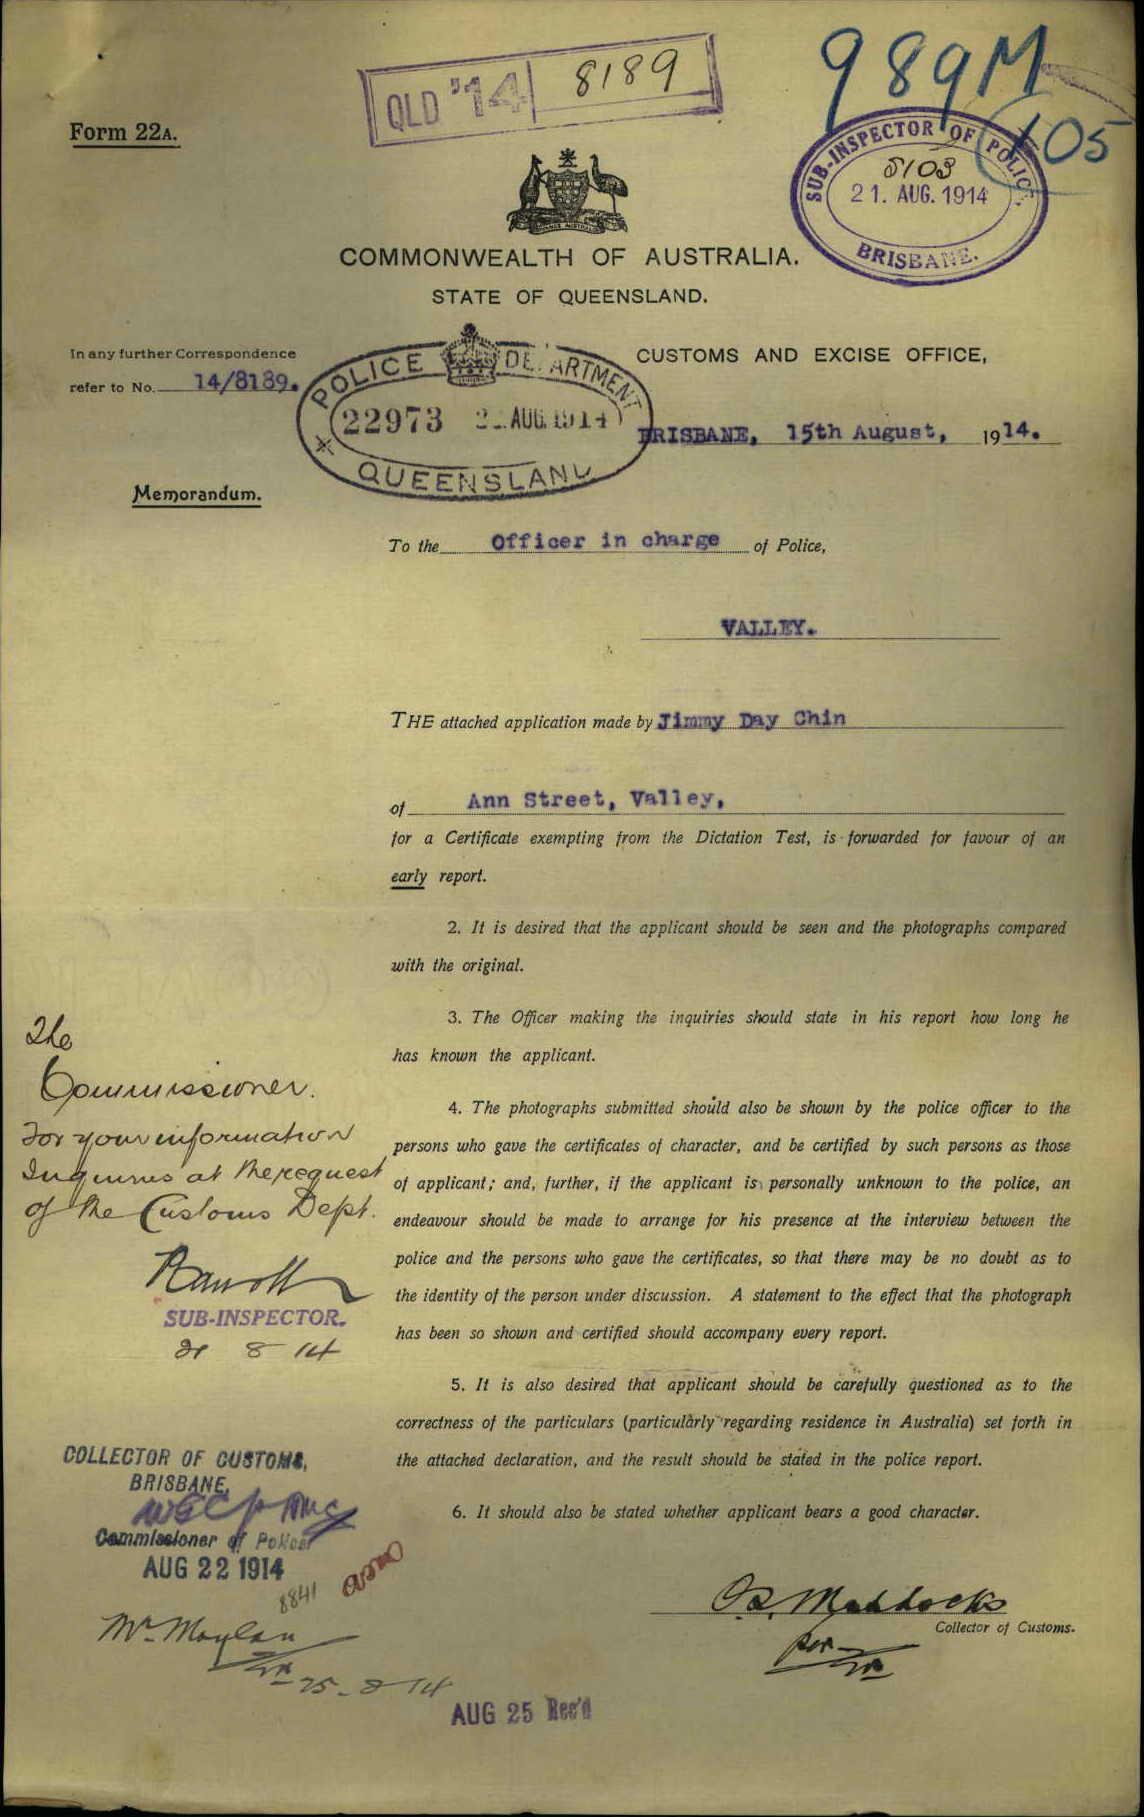 989M
105
QLD '14 8189
Form 22A.
SUB-INSPECTOR OF POLICE,
5103
21. AUG. 1914
BRISBANE.
COMMONWEALTH OF AUSTRALIA.
STATE OF QUEENSLAND.
In any further Correspondence
refer to No. 14/8189.
POLICE DEPARTMENT
22973 AUG. 1914
QUEENSLAND
CUSTOMS AND EXCISE OFFICE,
BRISBANE, 15th August, 1914.
Memorandum.
To the Officer in charge of Police,
VALLEY.
THE attached application made by Jimmy Day Chin
of Ann Street, Valley,
for a Certificate exempting from the Dictation Test, is forwarded for favour of an
early report.
2. It is desired that the applicant should be seen and the photographs compared
with the original.
3. The Officer making the inquiries should state in his report how long he
has known the applicant.
4. The photographs submitted should also be shown by the police officer to the
persons who gave the certificates of character, and be certified by such persons as those
of applicant; and, further, if the applicant is personally unknown to the police, an
endeavour should be made to arrange for his presence at the interview between the
police and the persons who gave the certificates, so that there may be no doubt as to
the identity of the person under discussion. A statement to the effect that the photograph
has been so shown and certified should accompany every report.
5. It is also desired that applicant should be carefully questioned as to the
correctness of the particulars (particularly regarding residence in Australia) set forth in
the attached declaration, and the result should be stated in the police report.
6. It should also be stated whether applicant bears a good character.
The
Commissioner.
For your information
Inquiries at the request
of the Customs Dept.
SUB-INSPECTOR.
21 8 14
COLLECTOR OF CUSTOMS,
BRISBANE,
Commissioner of Police
AUG 22 1914
8841
Mr. Moylan
25-8-14
AUG 25 Rec'd
Maddocks
Collector of Customs.
per